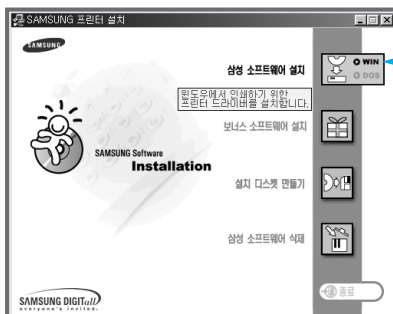 SAMSUNG 프린터 설치
SAMSUNG
삼성 소프트웨어 설치
WIN
DOS
윈도우에서 인쇄하기 위한
프린터 드라이버를 설치합니다.
보너스 소프트웨어 설치
SAMSUNG Software
Installation
설치 디스켓 만들기
삼성 소프트웨어 삭제
종료
SAMSUNG DIGITall
everyone's invited.